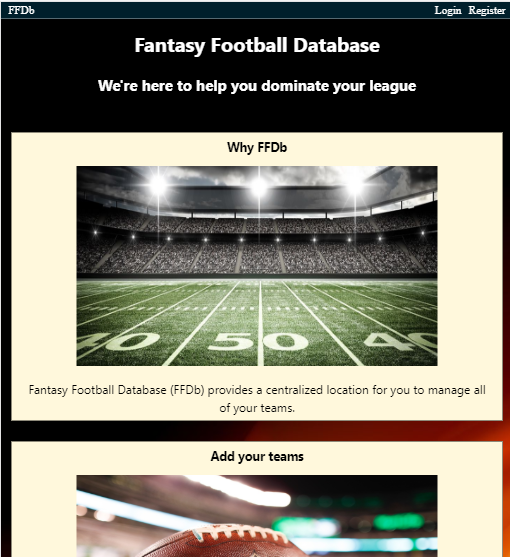 FFDb Login Register
Fantasy Football Database
We're here to help you dominate your league
Why FFDb
40 50 40
Fantasy Football Database (FFDb) provides a centralized location for you to manage all
of your teams.
Add your teams